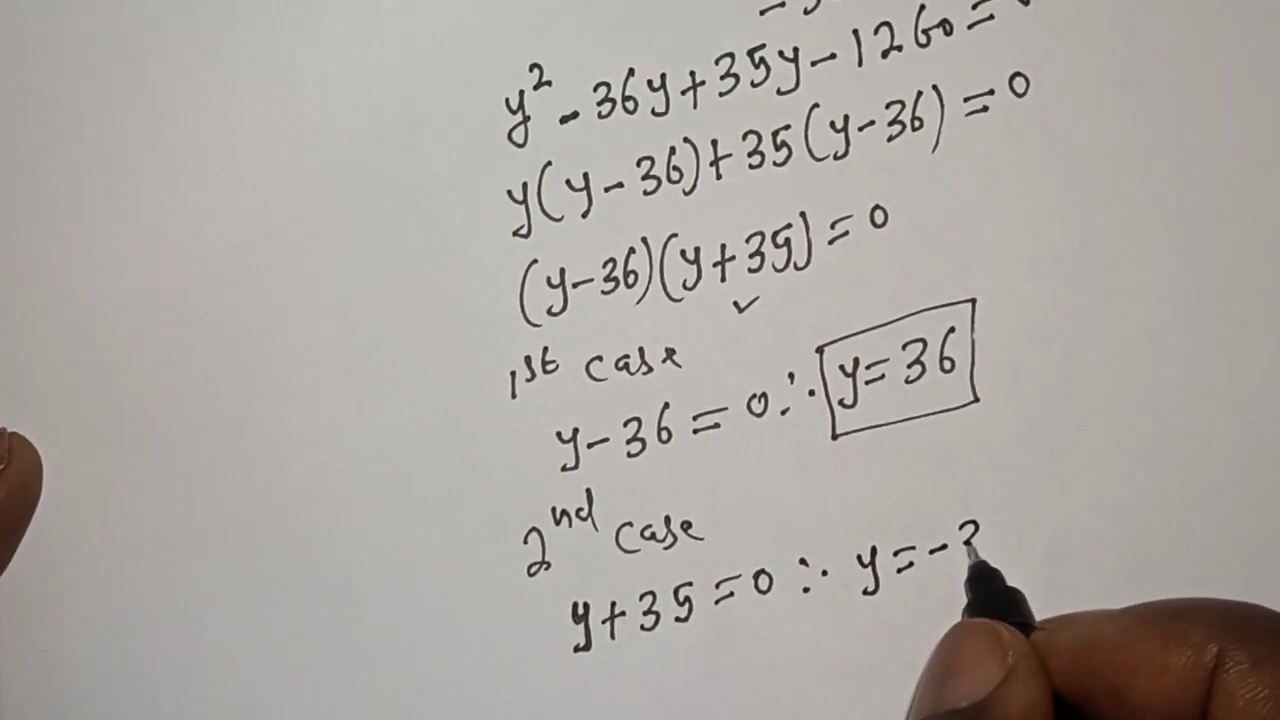 y² - 36y + 35y - 1260 =
y(y - 36) + 35(y - 36) = 0
(y - 36)(y + 35) = 0
1st case
y - 36 = 0 ∴ y = 36
2nd case
y + 35 = 0 ∴ y = -3